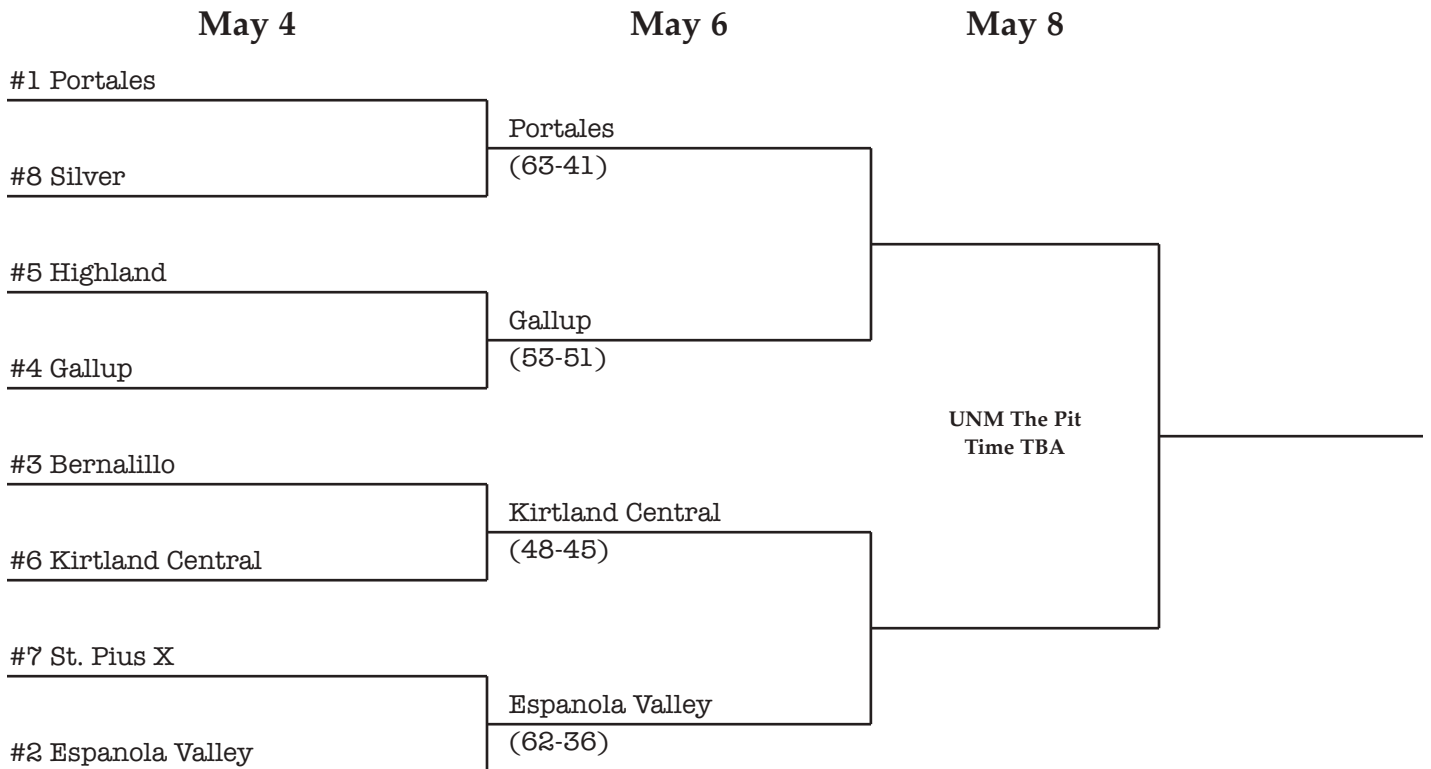 May 4
May 6
May 8
#1 Portales
Portales
(63-41)
#8 Silver
#5 Highland
Gallup
(53-51)
#4 Gallup
UNM The Pit
Time TBA
#3 Bernalillo
Kirtland Central
(48-45)
#6 Kirtland Central
#7 St. Pius X
Espanola Valley
(62-36)
#2 Espanola Valley